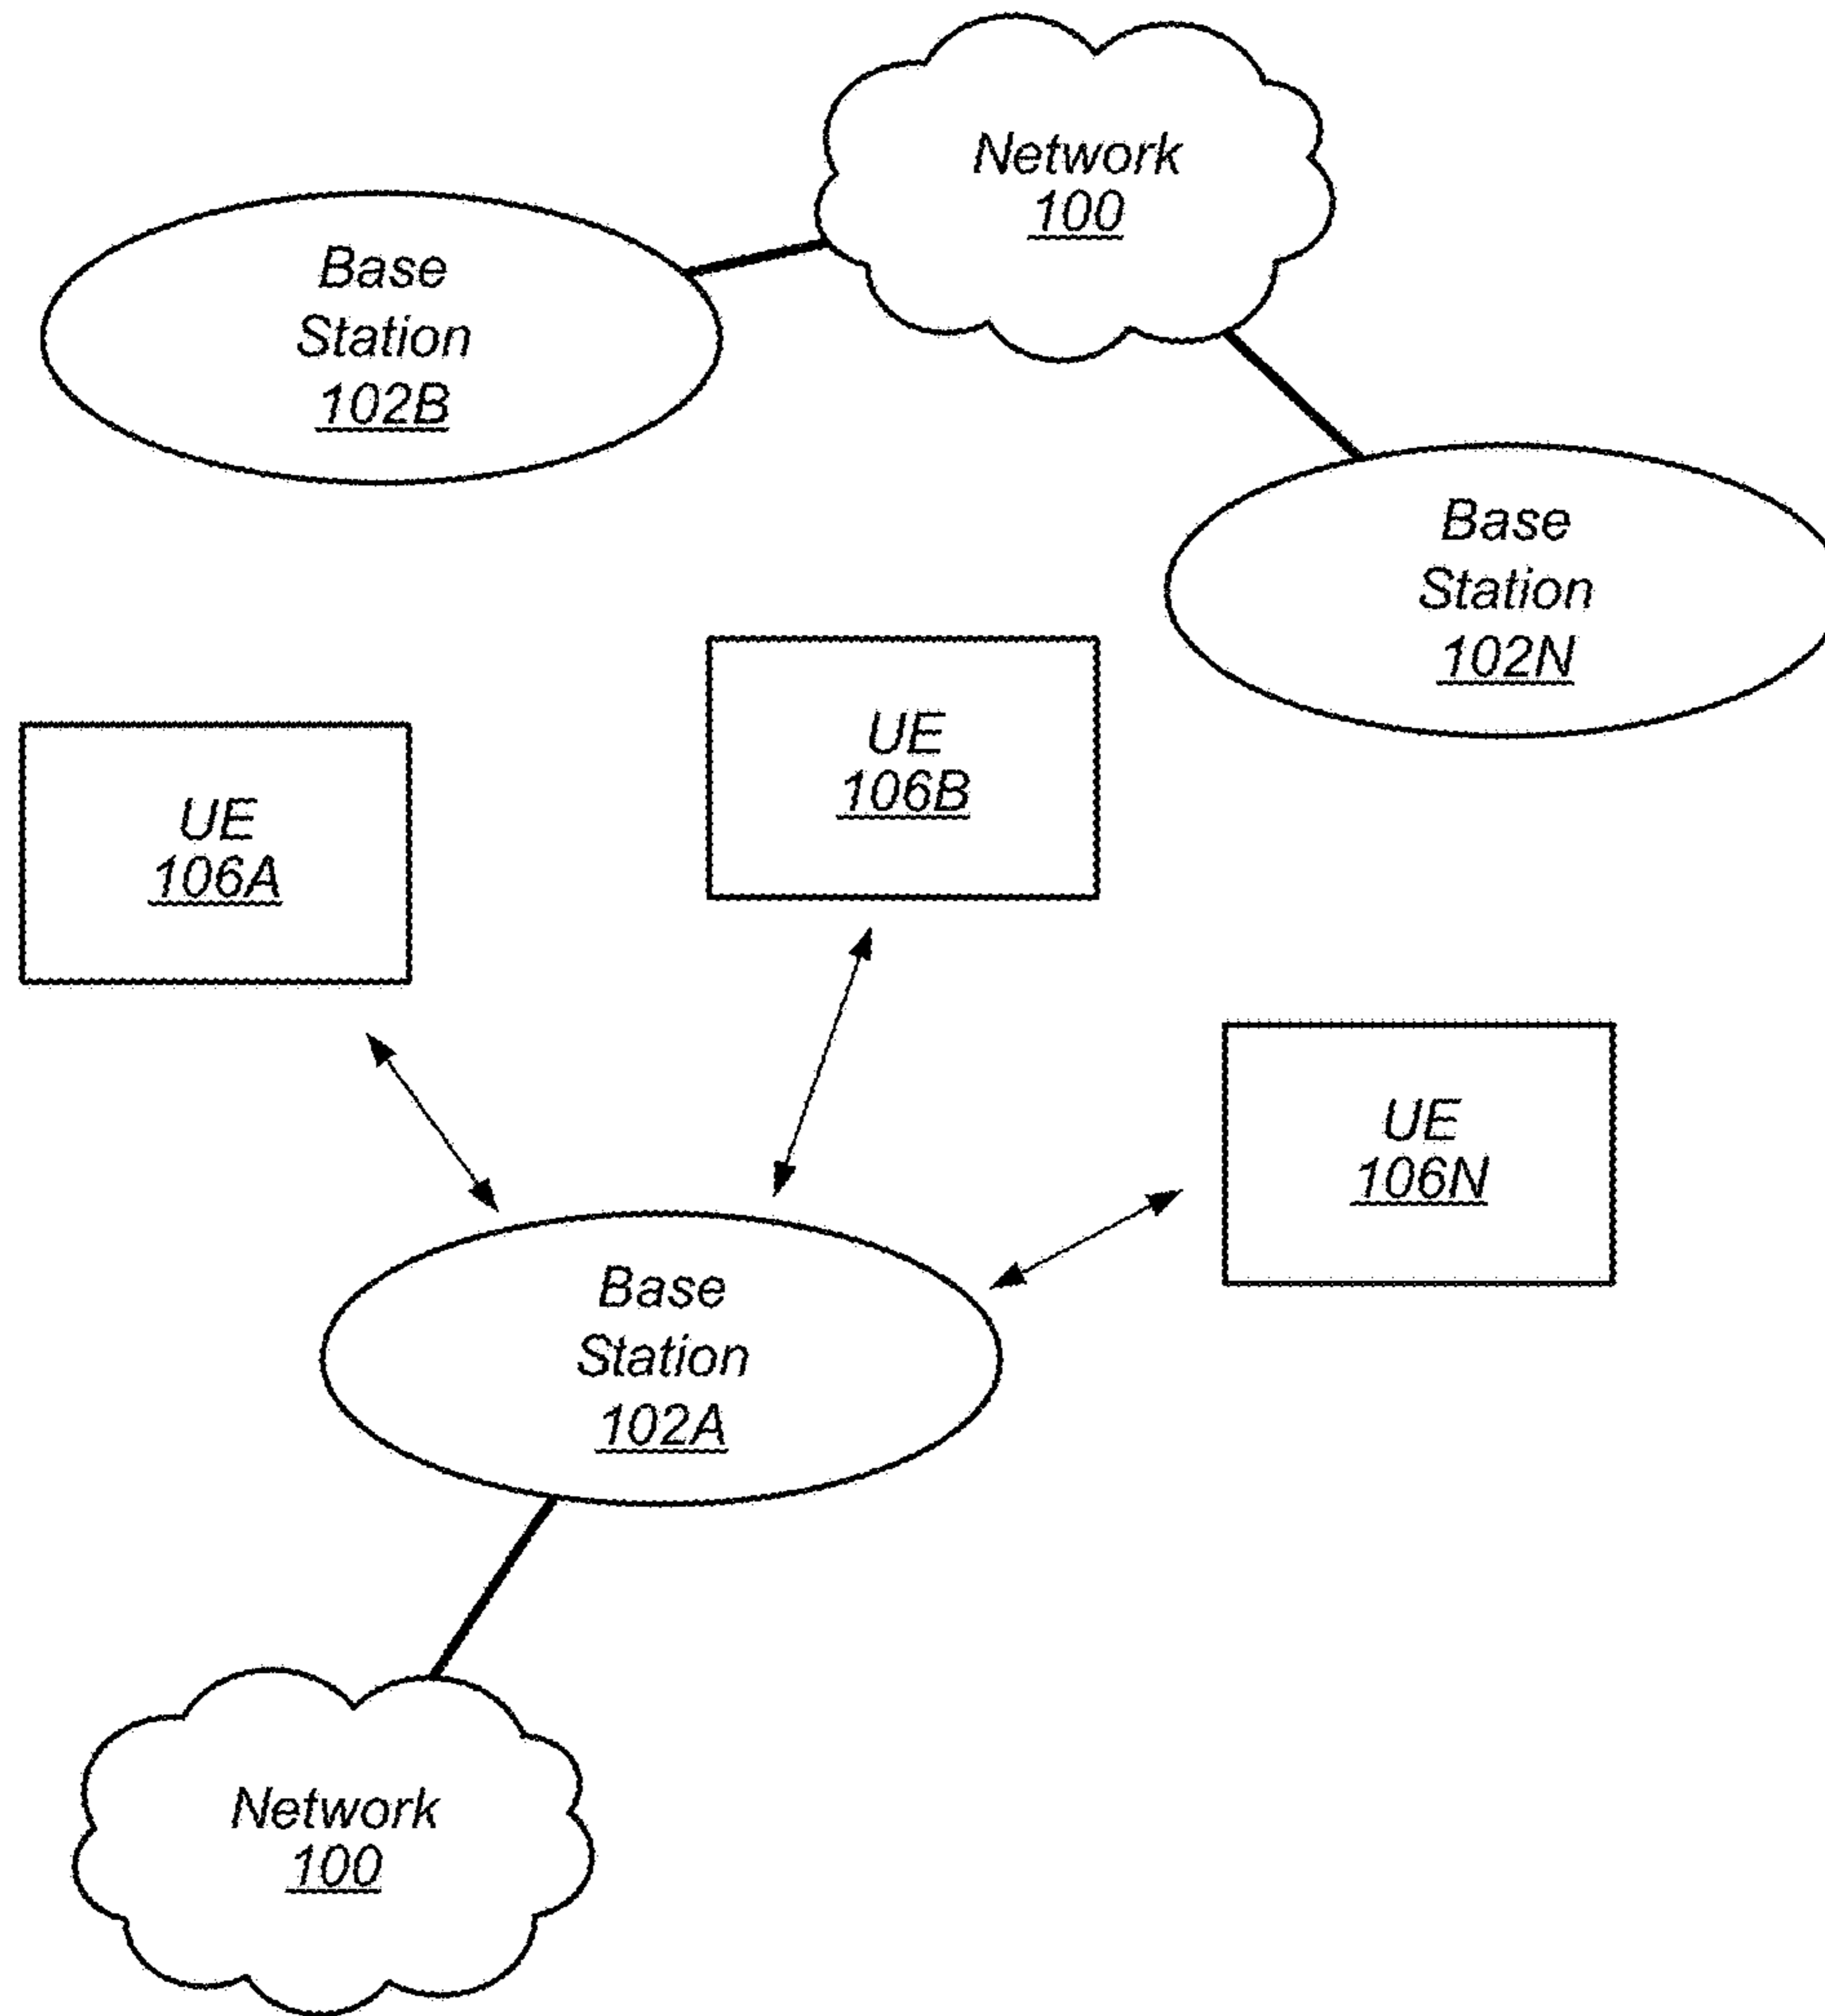 Network
100
Base
Station
102B
Base
Station
102N
UE
106B
UE
106A
UE
106N
Base
Station
102A
Network
100